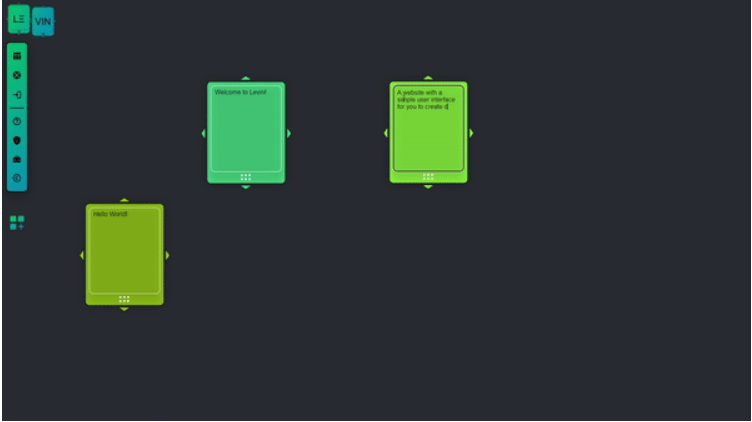 LE
VIN
Welcome to Levin!
A website with a
simple user interface
for you to create d
Hello World!